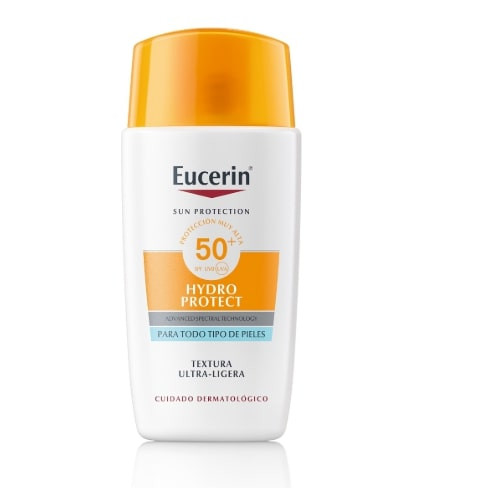 Eucerin®
SUN PROTECTION
PROTECCIÓN MUY ALTA
50+
HYDRO
PROTECT
ADVANCED SPECTRAL TECHNOLOGY
PARA TODO TIPO DE PIELES
TEXTURA
ULTRA-LIGERA
CUIDADO DERMATOLÓGICO